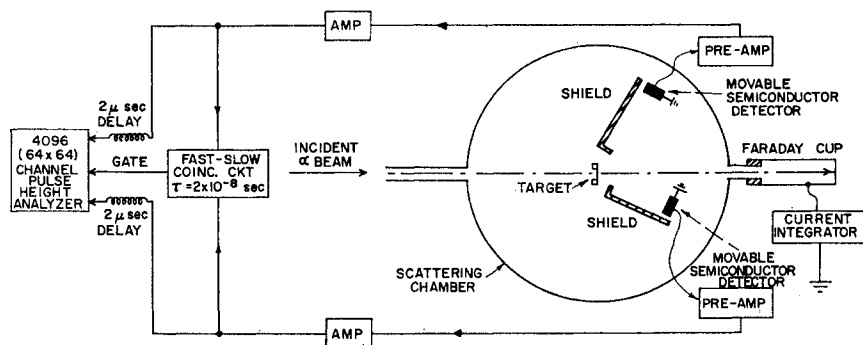 AMP
PRE-AMP
2μ sec
DELAY
SHIELD
MOVABLE
SEMICONDUCTOR
DETECTOR
4096
(64 x 64)
CHANNEL
PULSE
HEIGHT
ANALYZER
GATE
FAST-SLOW
COINC. CKT
τ = 2x10⁻⁸ sec
INCIDENT
α BEAM
FARADAY CUP
TARGET
2μ sec
DELAY
SHIELD
CURRENT
INTEGRATOR
MOVABLE
SEMICONDUCTOR
DETECTOR
SCATTERING
CHAMBER
PRE-AMP
AMP